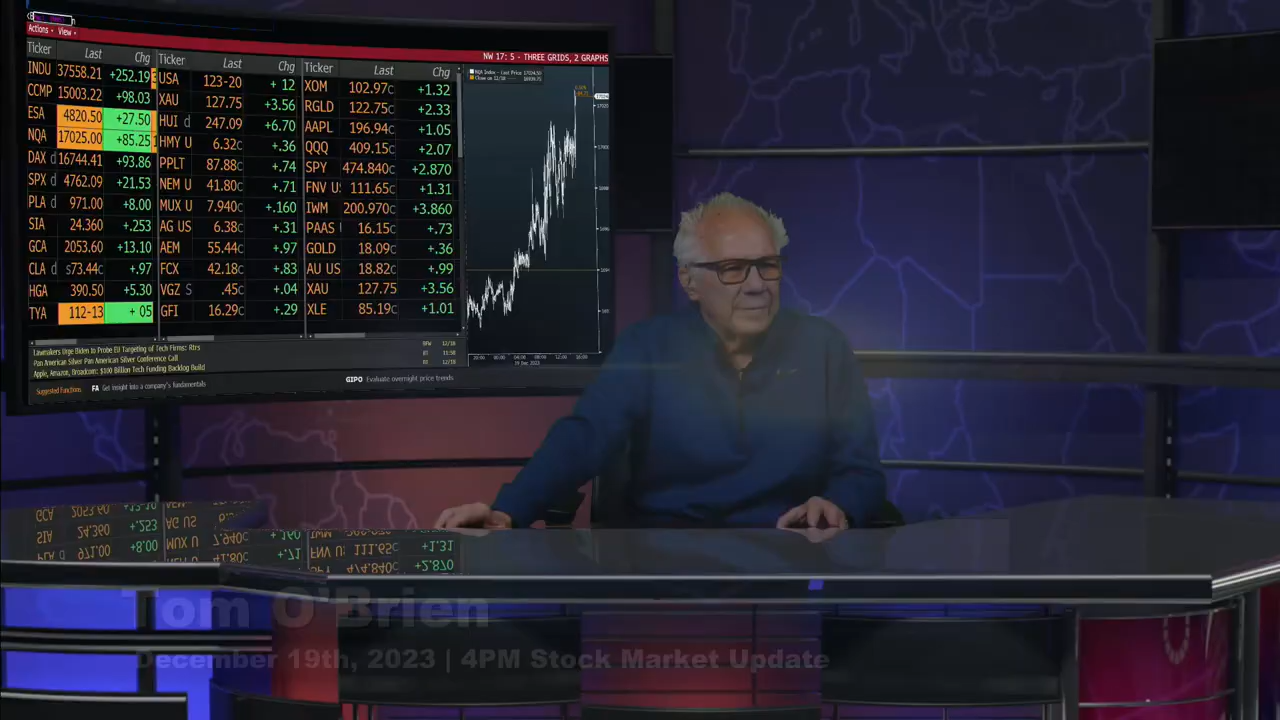 Actions · View ·
NW 17: 5 - THREE GRIDS, 2 GRAPHS
Ticker Last Chg Ticker Last Chg Ticker Last Chg
INDU 37558.21 +252.19 USA 123-20 + 12 XOM 102.97c +1.32
CCMP 15003.22 +98.03 XAU 127.75 +3.56 RGLD 122.75c +2.33
ESA 4820.50 +27.50 HUI d 247.09 +6.70 AAPL 196.94c +1.05
NQA 17025.00 +85.25 HMY U 6.32c +.36 QQQ 409.15c +2.07
DAX d 16744.41 +93.86 PPLT 87.88c +.74 SPY 474.840c +2.870
SPX d 4762.09 +21.53 NEM U 41.80c +.71 FNV U: 111.65c +1.31
PLA d 971.00 +8.00 MUX U 7.940c +.160 IWM 200.970c +3.860
SIA 24.360 +.253 AG US 6.38c +.31 PAAS 16.15c +.73
GCA 2053.60 +13.10 AEM 55.44c +.97 GOLD 18.09c +.36
CLA d s73.44c +.97 FCX 42.18c +.83 AU US 18.82c +.99
HGA 390.50 +5.30 VGZ S .45c +.04 XAU 127.75 +3.56
TYA 112-13 + 05 GFI 16.29c +.29 XLE 85.19c +1.01
Lawmakers Urge Biden to Probe EU Targeting of Tech Firms: Rtrs
Pan American Silver Pan American Silver Conference Call
Apple, Amazon, Broadcom: $100 Billion Tech Funding Backlog Build
Suggested Functions FA Get insight into a company's fundamentals GIPO Evaluate overnight price trends
Tom O'Brien
December 19th, 2023 | 4PM Stock Market Update